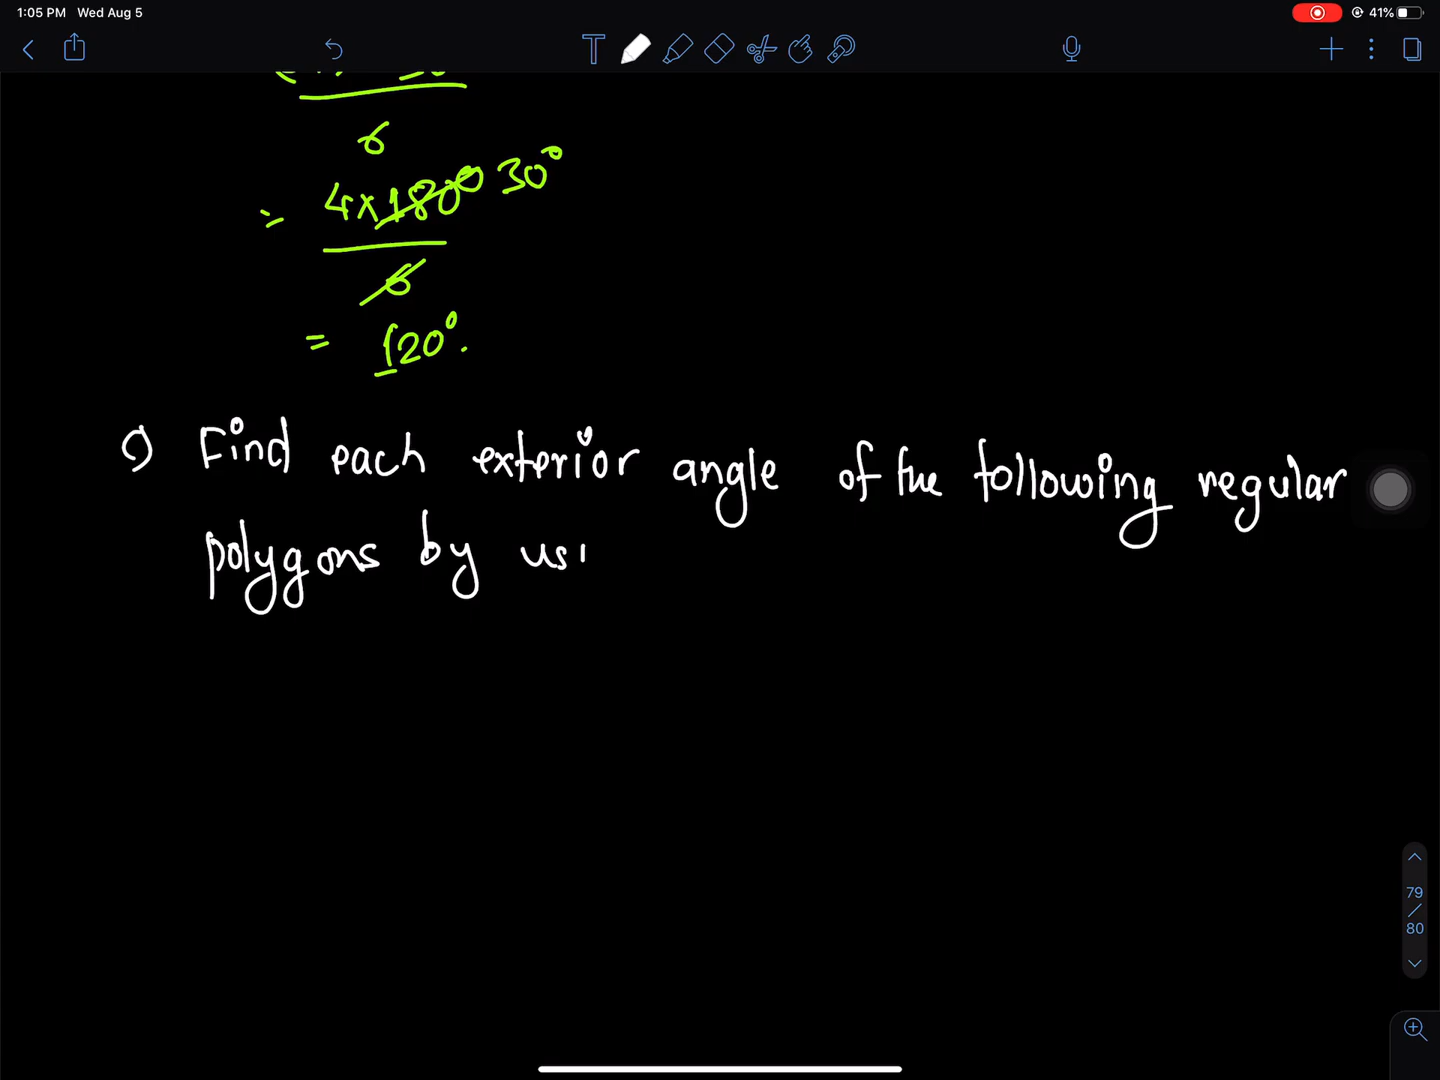 1:05 PM Wed Aug 5
41%
T
6
= 4x180° 30°
6
= 120°.
Find each exterior angle of the following regular
polygons by usi
79
80